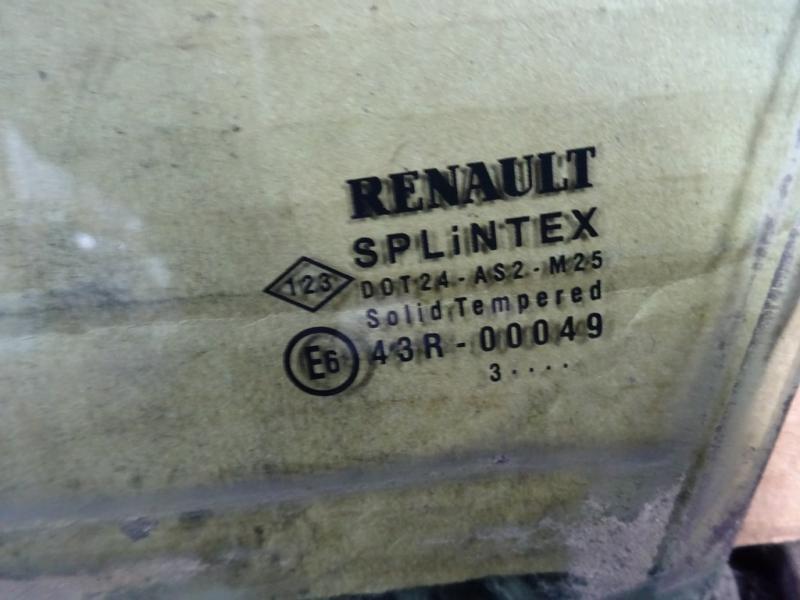 RENAULT
SPLiNTEX
123
DOT24-AS2-M25
Solid Tempered
E6
43R-00049
3····